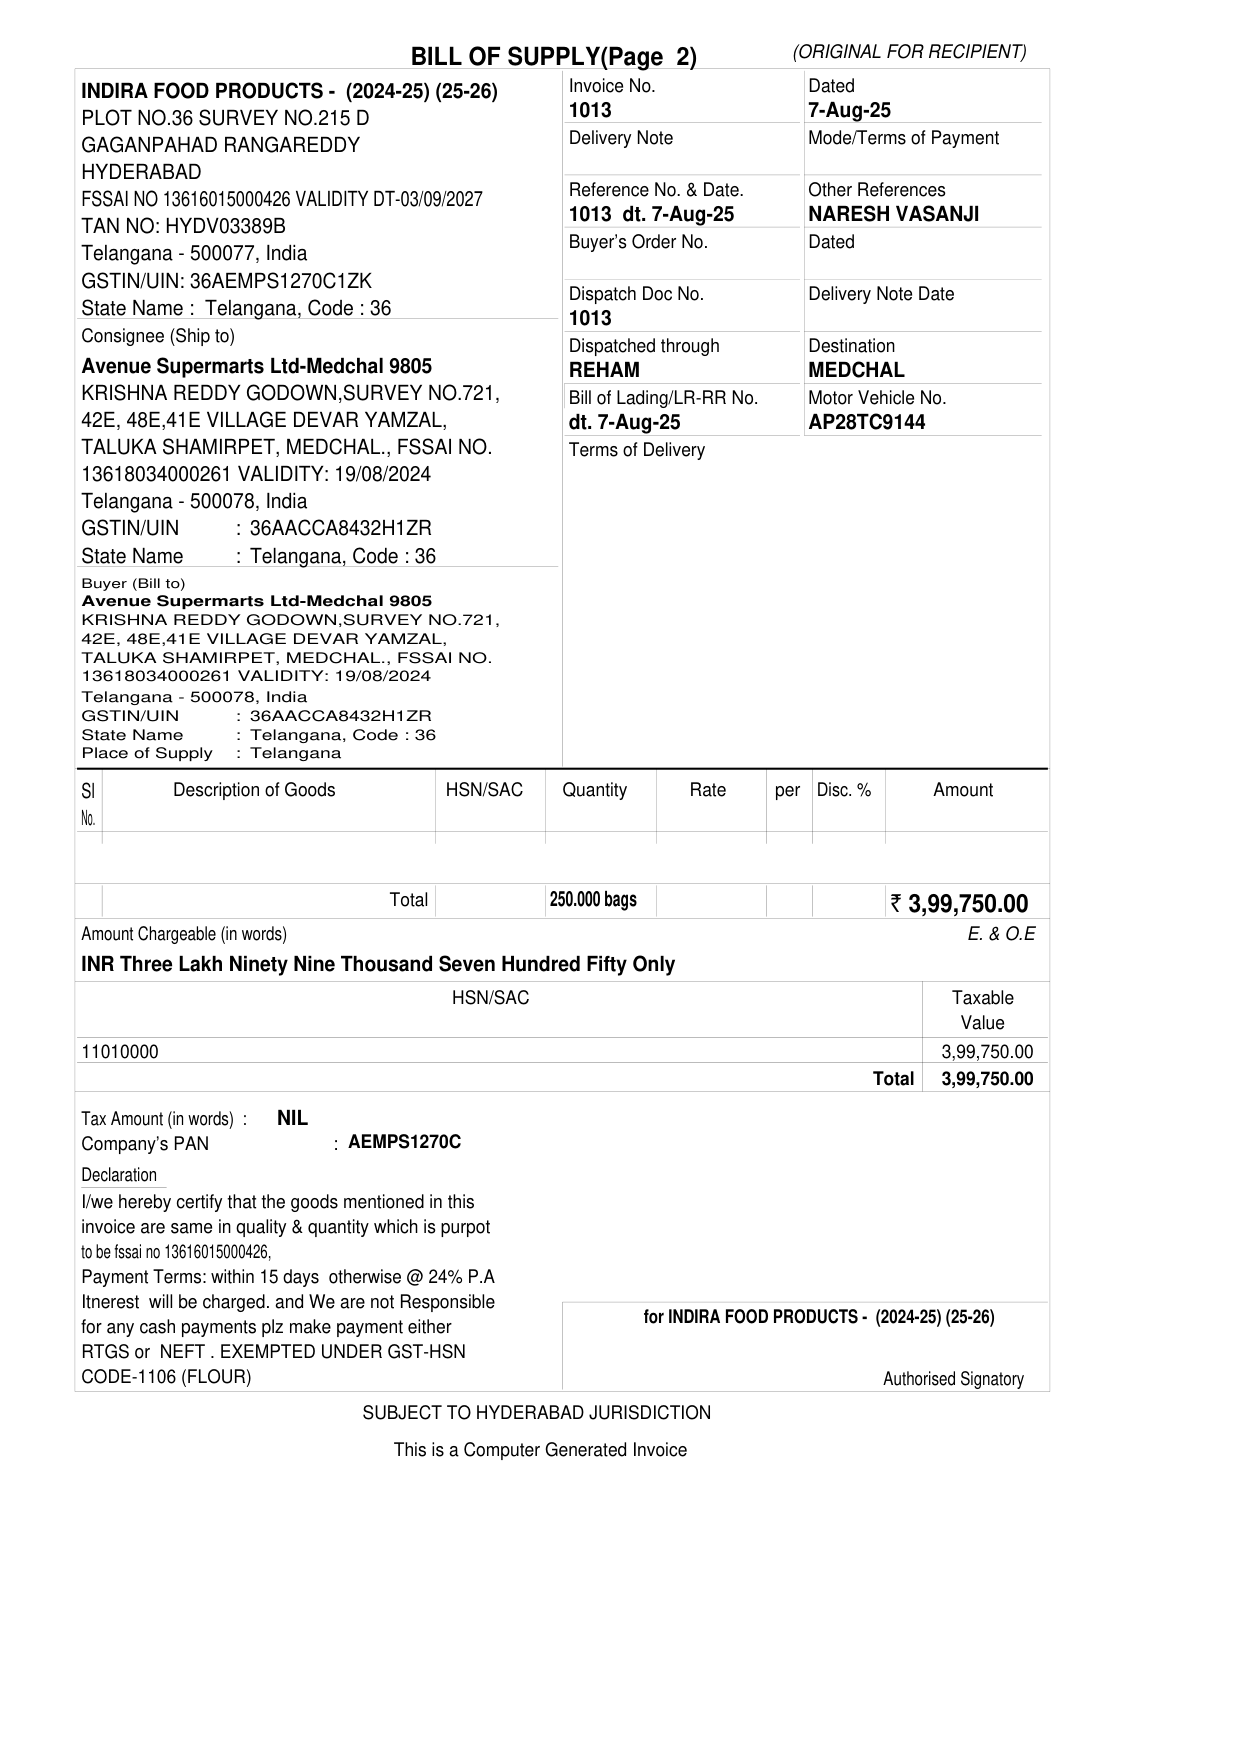 BILL OF SUPPLY(Page 2)
(ORIGINAL FOR RECIPIENT)
INDIRA FOOD PRODUCTS - (2024-25) (25-26)
PLOT NO.36 SURVEY NO.215 D
GAGANPAHAD RANGAREDDY
HYDERABAD
FSSAI NO 13616015000426 VALIDITY DT-03/09/2027
TAN NO: HYDV03389B
Telangana - 500077, India
GSTIN/UIN: 36AEMPS1270C1ZK
State Name : Telangana, Code : 36
Consignee (Ship to)
Avenue Supermarts Ltd-Medchal 9805
KRISHNA REDDY GODOWN,SURVEY NO.721,
42E, 48E,41E VILLAGE DEVAR YAMZAL,
TALUKA SHAMIRPET, MEDCHAL., FSSAI NO.
13618034000261 VALIDITY: 19/08/2024
Telangana - 500078, India
GSTIN/UIN : 36AACCA8432H1ZR
State Name : Telangana, Code : 36
Buyer (Bill to)
Avenue Supermarts Ltd-Medchal 9805
KRISHNA REDDY GODOWN,SURVEY NO.721,
42E, 48E,41E VILLAGE DEVAR YAMZAL,
TALUKA SHAMIRPET, MEDCHAL., FSSAI NO.
13618034000261 VALIDITY: 19/08/2024
Telangana - 500078, India
GSTIN/UIN : 36AACCA8432H1ZR
State Name : Telangana, Code : 36
Place of Supply : Telangana
Invoice No. Dated
1013 7-Aug-25
Delivery Note Mode/Terms of Payment
Reference No. & Date. Other References
1013 dt. 7-Aug-25 NARESH VASANJI
Buyer's Order No. Dated
Dispatch Doc No. Delivery Note Date
1013
Dispatched through Destination
REHAM MEDCHAL
Bill of Lading/LR-RR No. Motor Vehicle No.
dt. 7-Aug-25 AP28TC9144
Terms of Delivery
Sl Description of Goods HSN/SAC Quantity Rate per Disc. % Amount
No.
Total 250.000 bags ₹ 3,99,750.00
Amount Chargeable (in words) E. & O.E
INR Three Lakh Ninety Nine Thousand Seven Hundred Fifty Only
HSN/SAC Taxable
Value
11010000 3,99,750.00
Total 3,99,750.00
Tax Amount (in words) : NIL
Company's PAN : AEMPS1270C
Declaration
I/we hereby certify that the goods mentioned in this
invoice are same in quality & quantity which is purpot
to be fssai no 13616015000426,
Payment Terms: within 15 days otherwise @ 24% P.A
Itnerest will be charged. and We are not Responsible
for any cash payments plz make payment either
RTGS or NEFT . EXEMPTED UNDER GST-HSN
CODE-1106 (FLOUR)
for INDIRA FOOD PRODUCTS - (2024-25) (25-26)
Authorised Signatory
SUBJECT TO HYDERABAD JURISDICTION
This is a Computer Generated Invoice